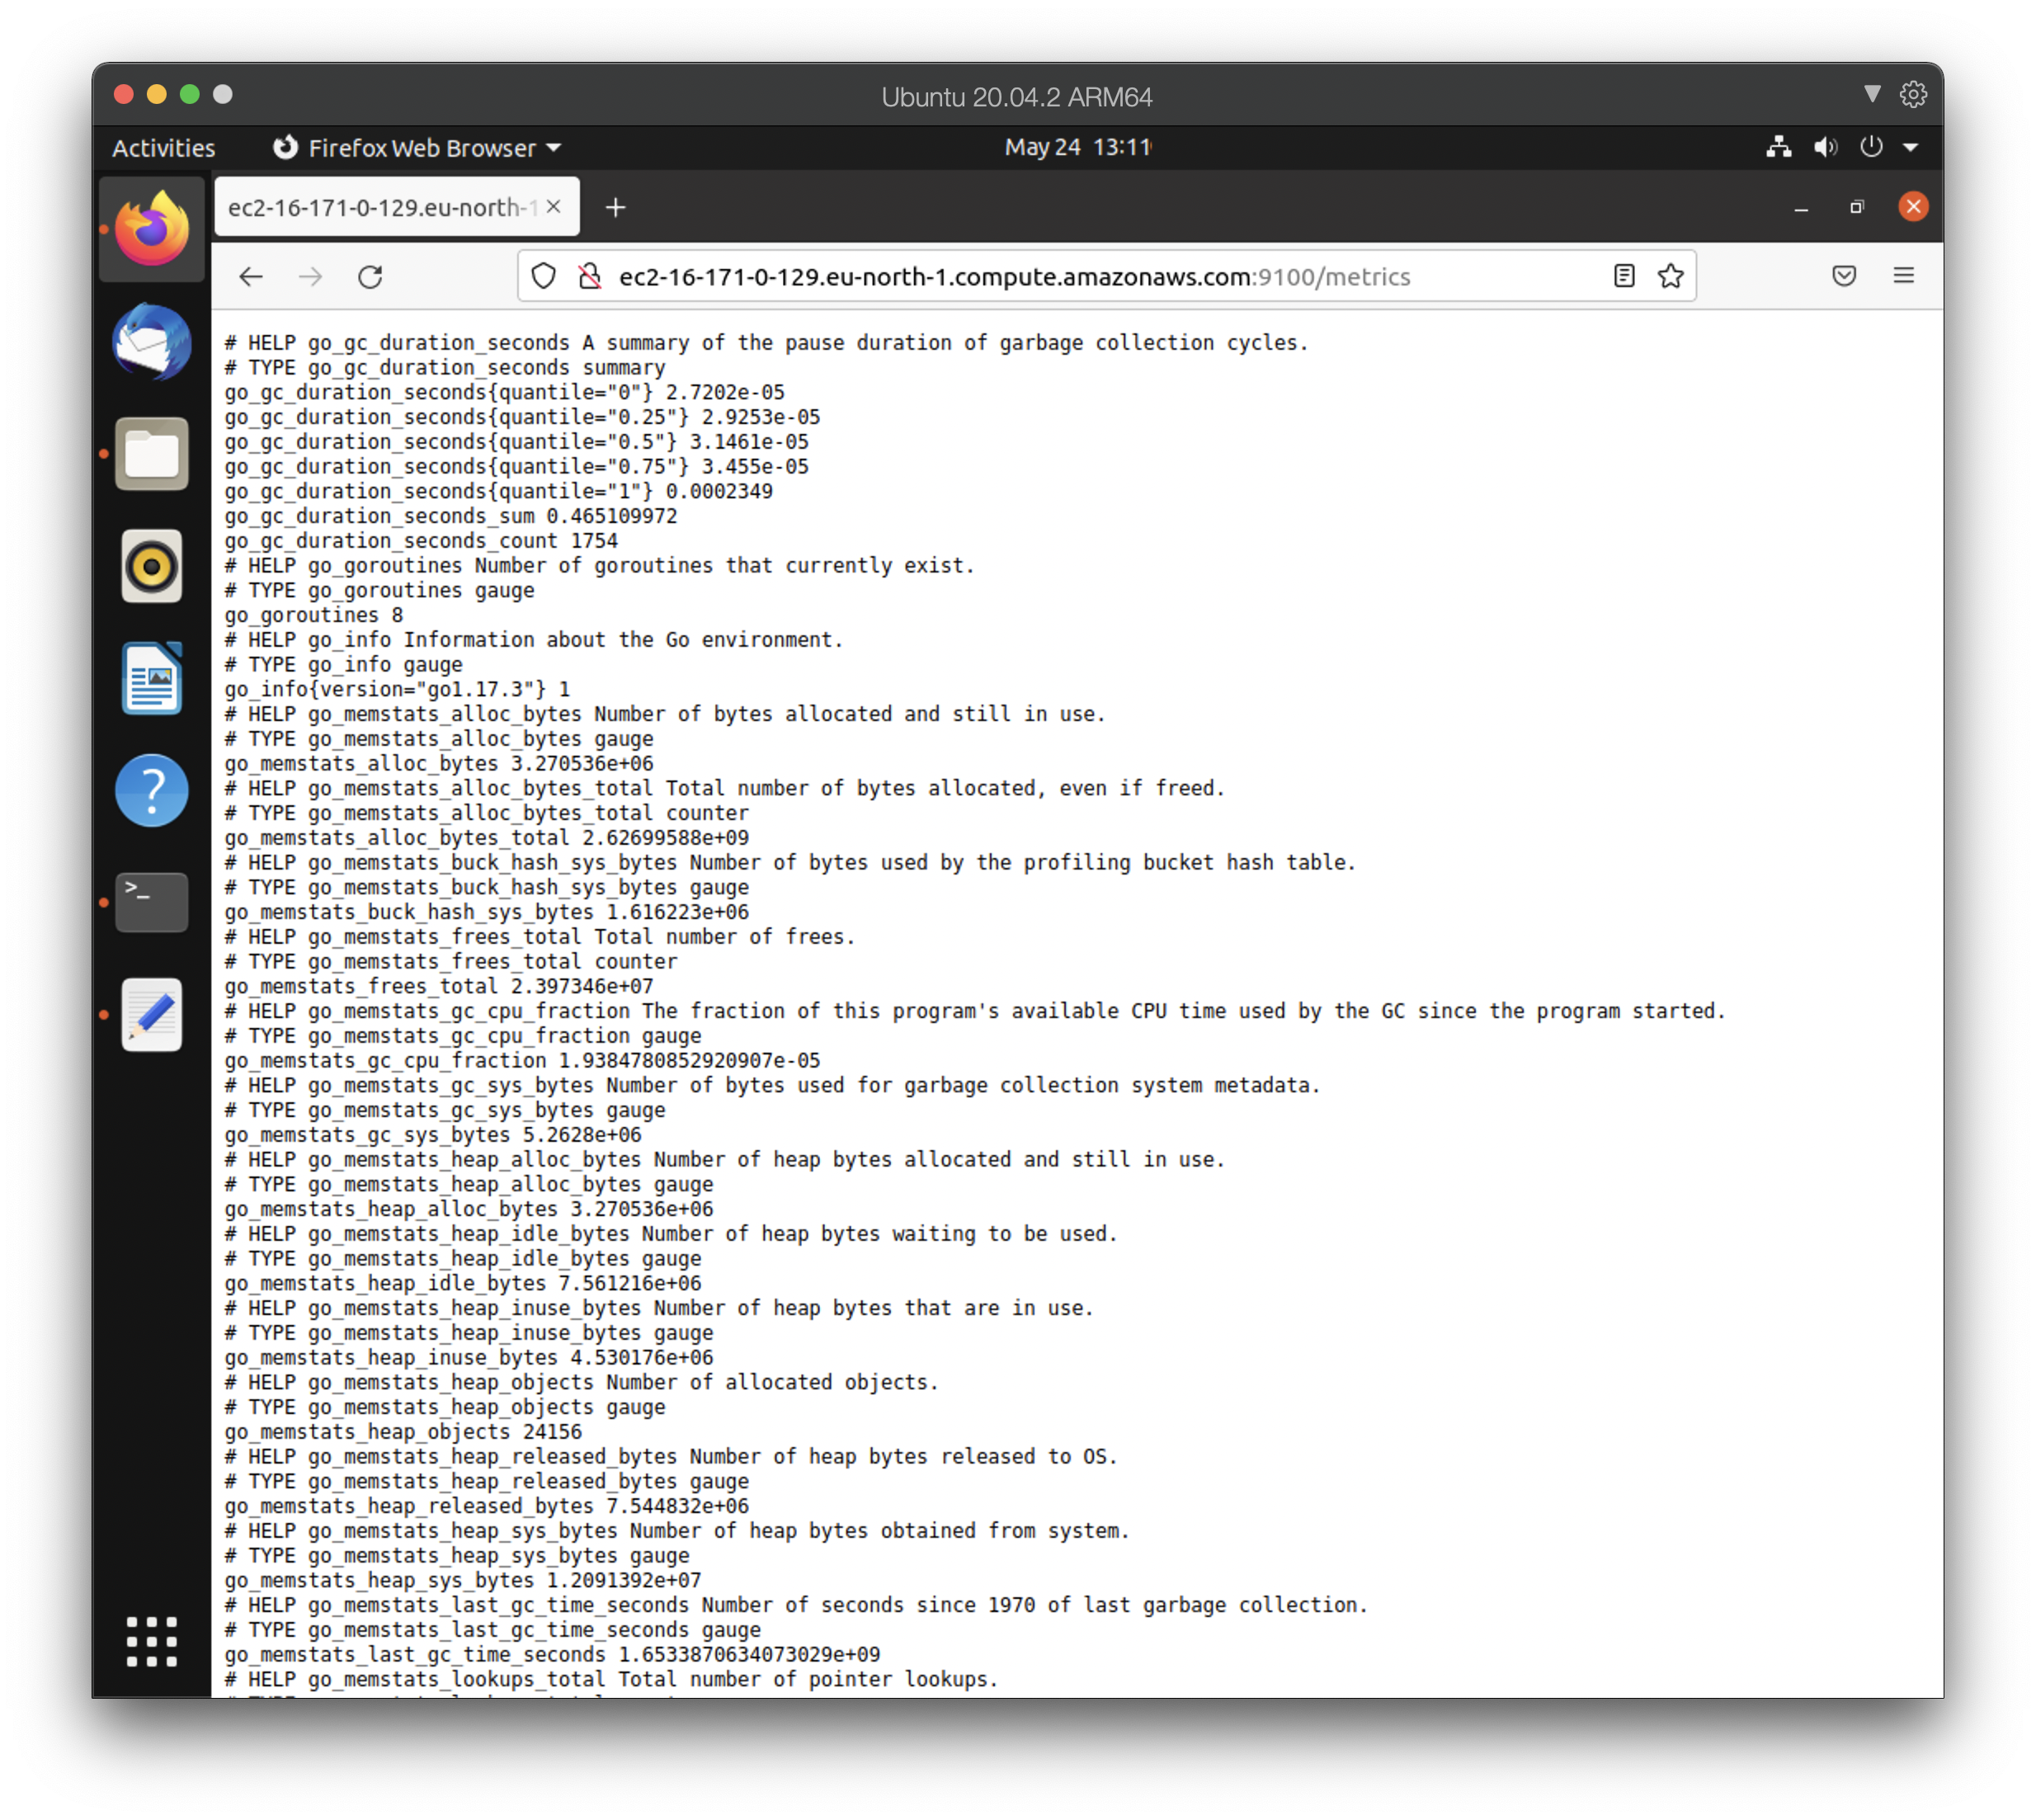 Ubuntu 20.04.2 ARM64
Activities
Firefox Web Browser
May 24 13:11
ec2-16-171-0-129.eu-north-1
ec2-16-171-0-129.eu-north-1.compute.amazonaws.com:9100/metrics
# HELP go_gc_duration_seconds A summary of the pause duration of garbage collection cycles.
# TYPE go_gc_duration_seconds summary
go_gc_duration_seconds{quantile="0"} 2.7202e-05
go_gc_duration_seconds{quantile="0.25"} 2.9253e-05
go_gc_duration_seconds{quantile="0.5"} 3.1461e-05
go_gc_duration_seconds{quantile="0.75"} 3.455e-05
go_gc_duration_seconds{quantile="1"} 0.0002349
go_gc_duration_seconds_sum 0.465109972
go_gc_duration_seconds_count 1754
# HELP go_goroutines Number of goroutines that currently exist.
# TYPE go_goroutines gauge
go_goroutines 8
# HELP go_info Information about the Go environment.
# TYPE go_info gauge
go_info{version="go1.17.3"} 1
# HELP go_memstats_alloc_bytes Number of bytes allocated and still in use.
# TYPE go_memstats_alloc_bytes gauge
go_memstats_alloc_bytes 3.270536e+06
# HELP go_memstats_alloc_bytes_total Total number of bytes allocated, even if freed.
# TYPE go_memstats_alloc_bytes_total counter
go_memstats_alloc_bytes_total 2.62699588e+09
# HELP go_memstats_buck_hash_sys_bytes Number of bytes used by the profiling bucket hash table.
# TYPE go_memstats_buck_hash_sys_bytes gauge
go_memstats_buck_hash_sys_bytes 1.616223e+06
# HELP go_memstats_frees_total Total number of frees.
# TYPE go_memstats_frees_total counter
go_memstats_frees_total 2.397346e+07
# HELP go_memstats_gc_cpu_fraction The fraction of this program's available CPU time used by the GC since the program started.
# TYPE go_memstats_gc_cpu_fraction gauge
go_memstats_gc_cpu_fraction 1.9384780852920907e-05
# HELP go_memstats_gc_sys_bytes Number of bytes used for garbage collection system metadata.
# TYPE go_memstats_gc_sys_bytes gauge
go_memstats_gc_sys_bytes 5.2628e+06
# HELP go_memstats_heap_alloc_bytes Number of heap bytes allocated and still in use.
# TYPE go_memstats_heap_alloc_bytes gauge
go_memstats_heap_alloc_bytes 3.270536e+06
# HELP go_memstats_heap_idle_bytes Number of heap bytes waiting to be used.
# TYPE go_memstats_heap_idle_bytes gauge
go_memstats_heap_idle_bytes 7.561216e+06
# HELP go_memstats_heap_inuse_bytes Number of heap bytes that are in use.
# TYPE go_memstats_heap_inuse_bytes gauge
go_memstats_heap_inuse_bytes 4.530176e+06
# HELP go_memstats_heap_objects Number of allocated objects.
# TYPE go_memstats_heap_objects gauge
go_memstats_heap_objects 24156
# HELP go_memstats_heap_released_bytes Number of heap bytes released to OS.
# TYPE go_memstats_heap_released_bytes gauge
go_memstats_heap_released_bytes 7.544832e+06
# HELP go_memstats_heap_sys_bytes Number of heap bytes obtained from system.
# TYPE go_memstats_heap_sys_bytes gauge
go_memstats_heap_sys_bytes 1.2091392e+07
# HELP go_memstats_last_gc_time_seconds Number of seconds since 1970 of last garbage collection.
# TYPE go_memstats_last_gc_time_seconds gauge
go_memstats_last_gc_time_seconds 1.6533870634073029e+09
# HELP go_memstats_lookups_total Total number of pointer lookups.